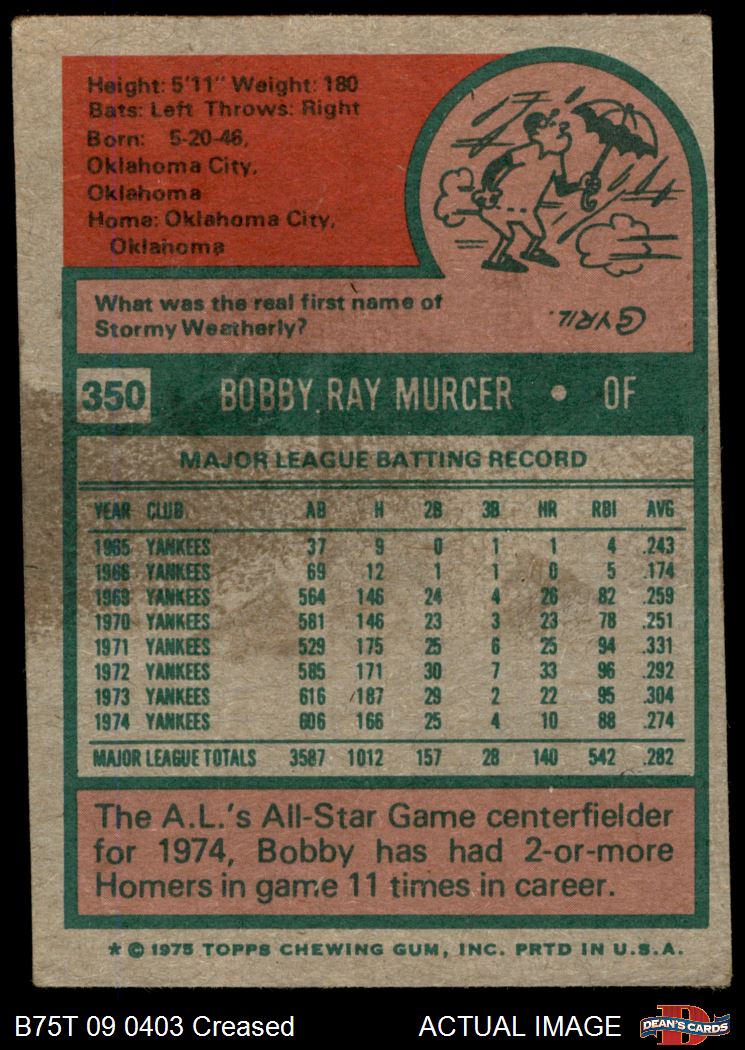 Height: 5'11" Weight: 180
Bats: Left Throws: Right
Born: 5-20-46,
Oklahoma City,
Oklahoma
Home: Oklahoma City,
Oklahoma
What was the real first name of
Stormy Weatherly?
CYRIL.
350 BOBBY RAY MURCER • OF
MAJOR LEAGUE BATTING RECORD
YEAR CLUB AB H 2B 3B HR RBI AVG
1965 YANKEES 37 9 0 1 1 4 .243
1966 YANKEES 69 12 1 1 0 5 .174
1969 YANKEES 564 146 24 4 26 82 .259
1970 YANKEES 581 146 23 3 23 78 .251
1971 YANKEES 529 175 25 6 25 94 .331
1972 YANKEES 585 171 30 7 33 96 .292
1973 YANKEES 616 187 29 2 22 95 .304
1974 YANKEES 606 166 25 4 10 88 .274
MAJOR LEAGUE TOTALS 3587 1012 157 28 140 542 .282
The A.L.'s All-Star Game centerfielder
for 1974, Bobby has had 2-or-more
Homers in game 11 times in career.
* © 1975 TOPPS CHEWING GUM, INC. PRTD IN U.S.A.
B75T 09 0403 Creased ACTUAL IMAGE
D
DEAN'S CARDS